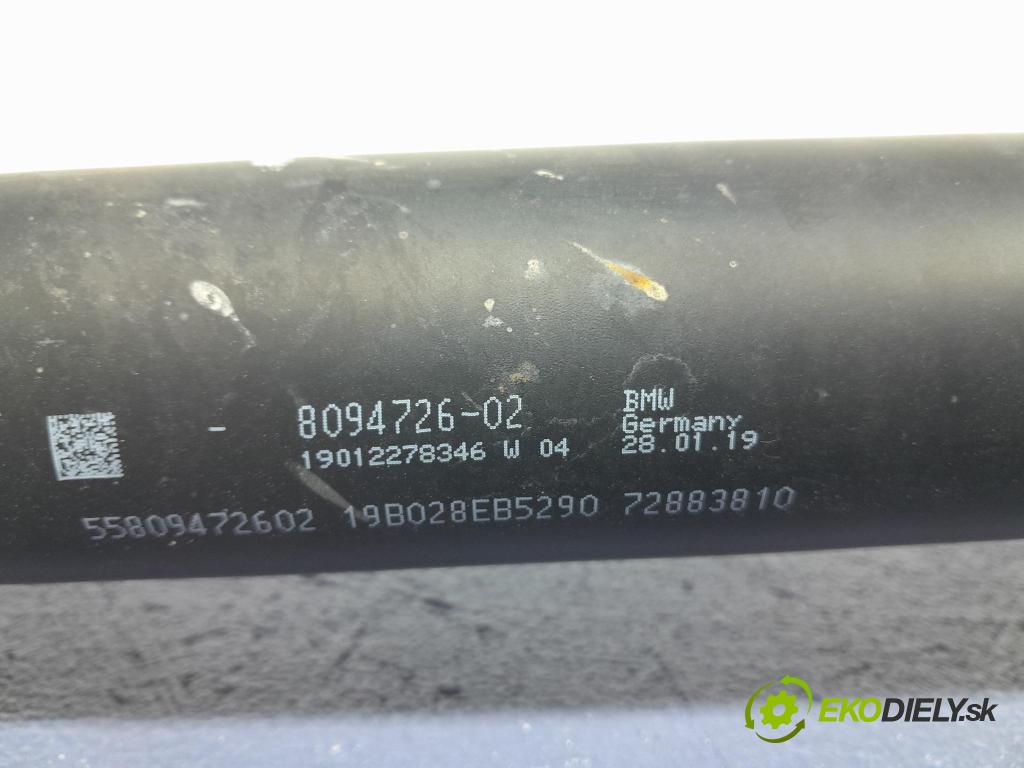 - 8094726-02
19012278346 W 04
BMW
Germany
28.01.19
55809472602 19B028EB5290 72883810
EKODIELY.sk